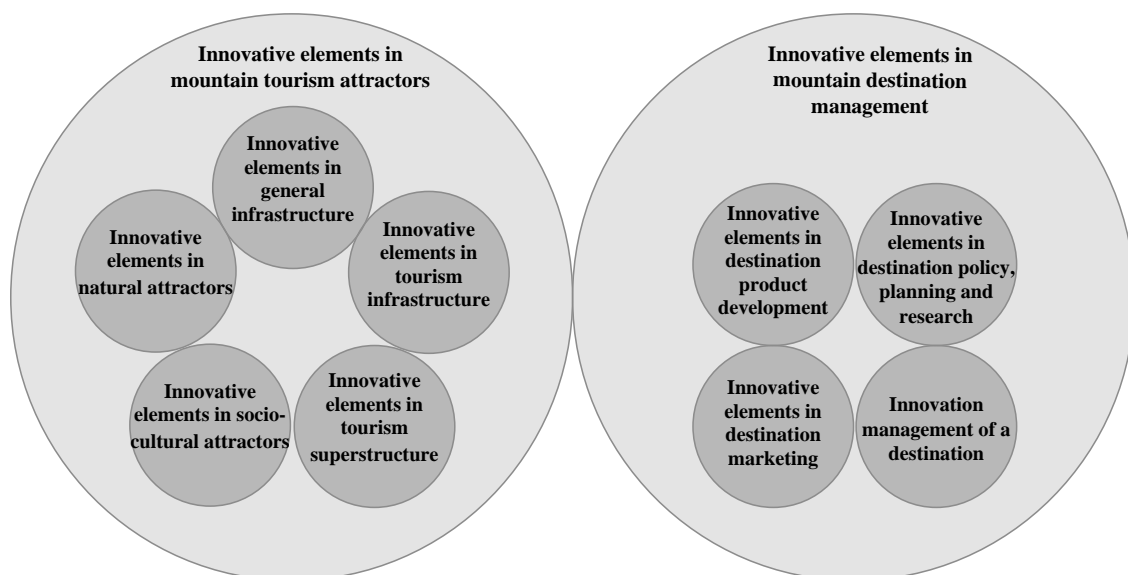 Innovative elements in
mountain tourism attractors
Innovative
elements in
general
infrastructure
Innovative
elements in
natural attractors
Innovative
elements in
tourism
infrastructure
Innovative
elements in socio-
cultural attractors
Innovative
elements in
tourism
superstructure
Innovative elements in
mountain destination
management
Innovative
elements in
destination
product
development
Innovative
elements in
destination policy,
planning and
research
Innovative
elements in
destination
marketing
Innovation
management of a
destination